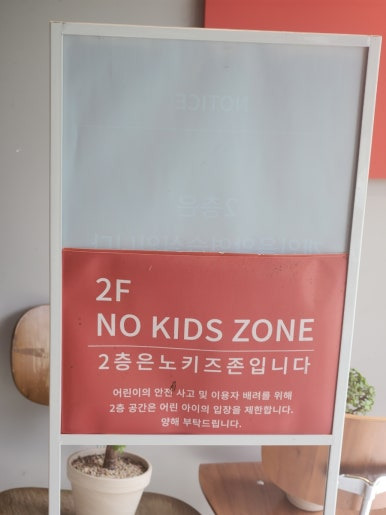 2F
NO KIDS ZONE
2층은노키즈존입니다
어린이의 안전 사고 및 이용자 배려를 위해
2층 공간은 어린 아이의 입장을 제한합니다.
양해 부탁드립니다.